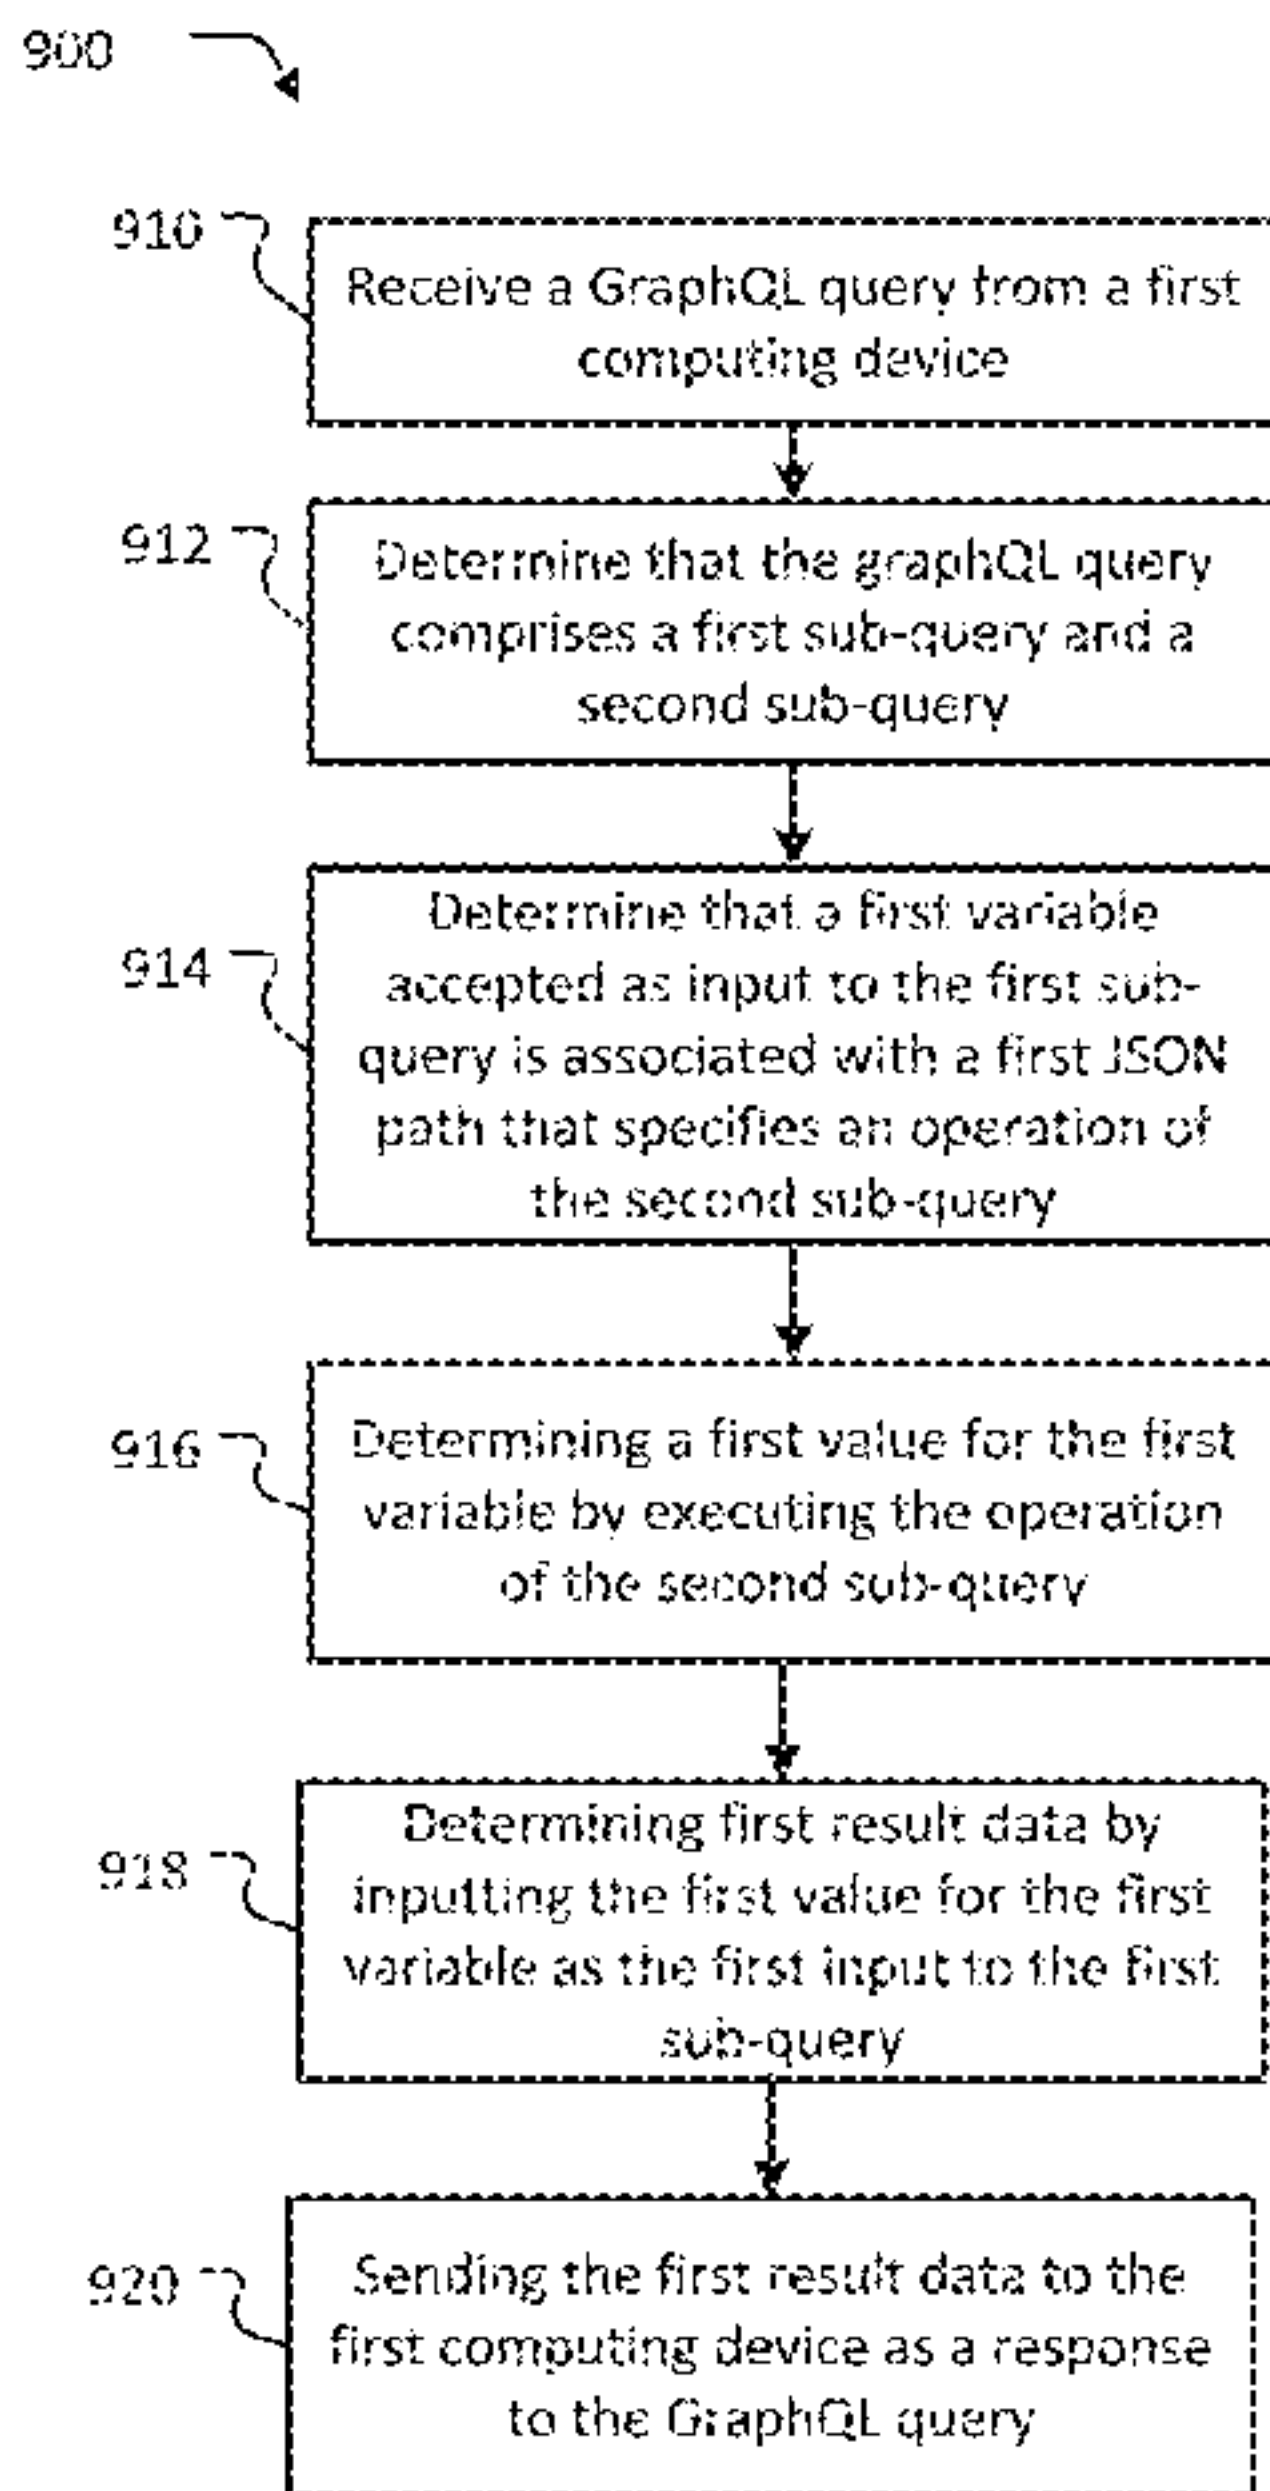 900
910
Receive a GraphQL query from a first
computing device
912
Determine that the graphQL query
comprises a first sub-query and a
second sub-query
914
Determine that a first variable
accepted as input to the first sub-
query is associated with a first JSON
path that specifies an operation of
the second sub-query
916
Determining a first value for the first
variable by executing the operation
of the second sub-query
918
Determining first result data by
inputting the first value for the first
variable as the first input to the first
sub-query
920
Sending the first result data to the
first computing device as a response
to the GraphQL query